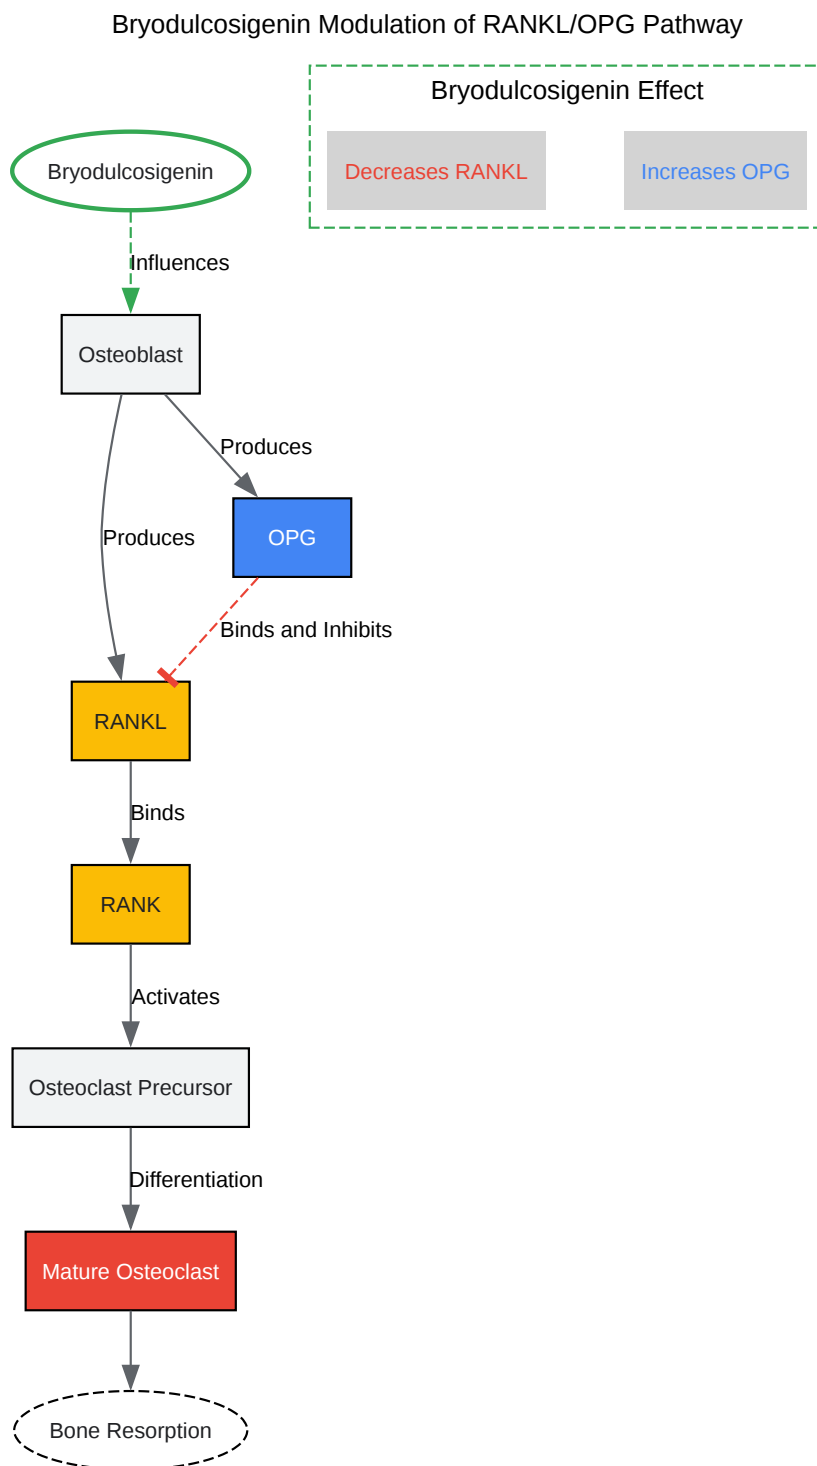 Bryodulcosigenin Modulation of RANKL/OPG Pathway
Bryodulcosigenin Effect
Decreases RANKL
Increases OPG
Bryodulcosigenin
Influences
Osteoblast
Produces
OPG
Produces
Binds and Inhibits
RANKL
Binds
RANK
Activates
Osteoclast Precursor
Differentiation
Mature Osteoclast
Bone Resorption